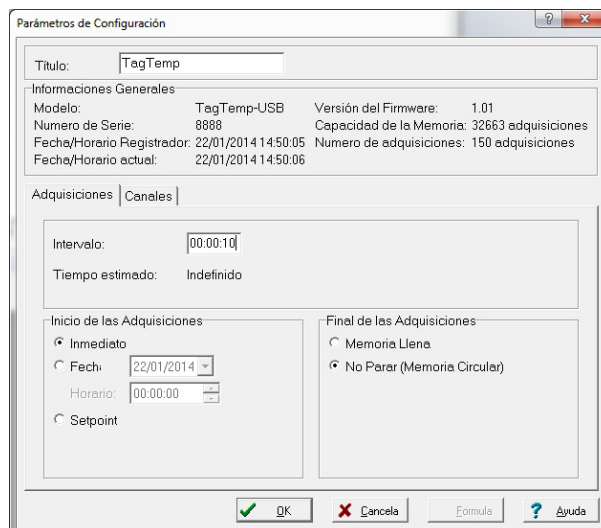 Parámetros de Configuración
Título: TagTemp
Informaciones Generales
Modelo: TagTemp-USB Versión del Firmware: 1.01
Numero de Serie: 8888 Capacidad de la Memoria: 32663 adquisiciones
Fecha/Horario Registrador: 22/01/2014 14:50:05 Numero de adquisiciones: 150 adquisiciones
Fecha/Horario actual: 22/01/2014 14:50:06
Adquisiciones Canales
Intervalo: 00:00:10
Tiempo estimado: Indefinido
Inicio de las Adquisiciones Final de las Adquisiciones
Inmediato Memoria Llena
Fech: 22/01/2014 No Parar (Memoria Circular)
Horario: 00:00:00
Setpoint
OK Cancela Formula ? Ayuda